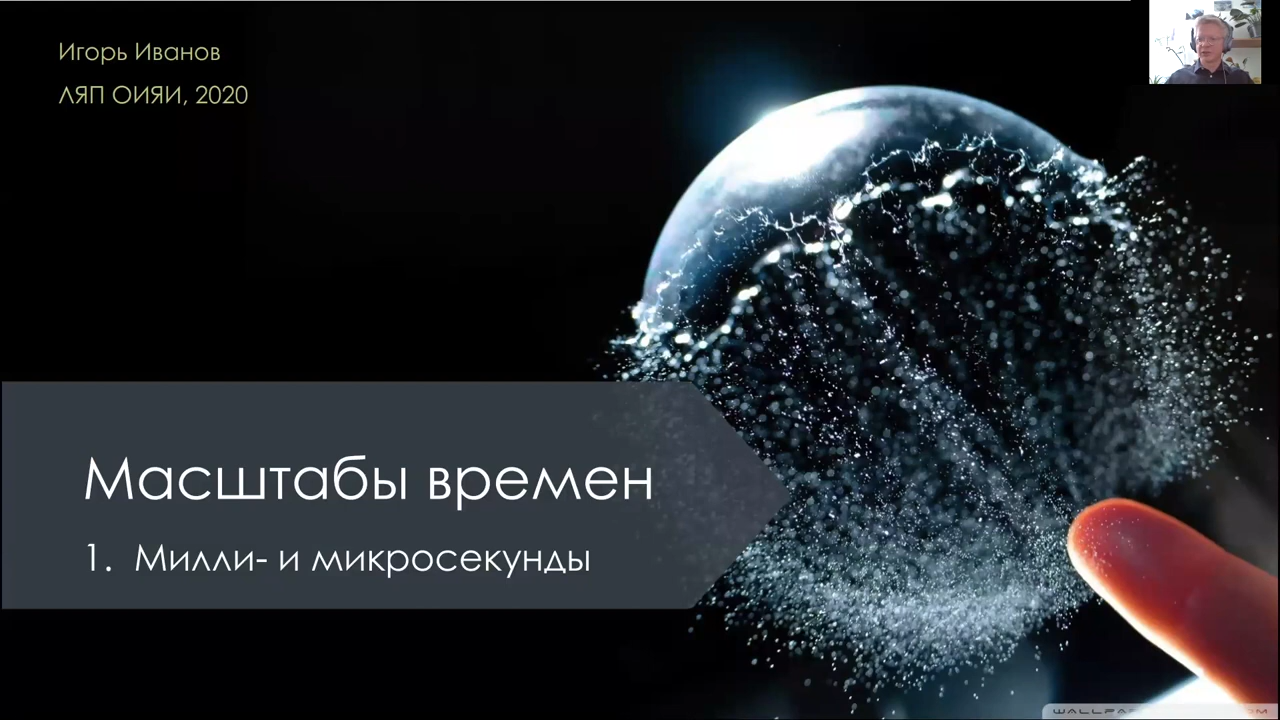 Игорь Иванов
ЛЯП ОИЯИ, 2020
Масштабы времен
1. Милли- и микросекунды